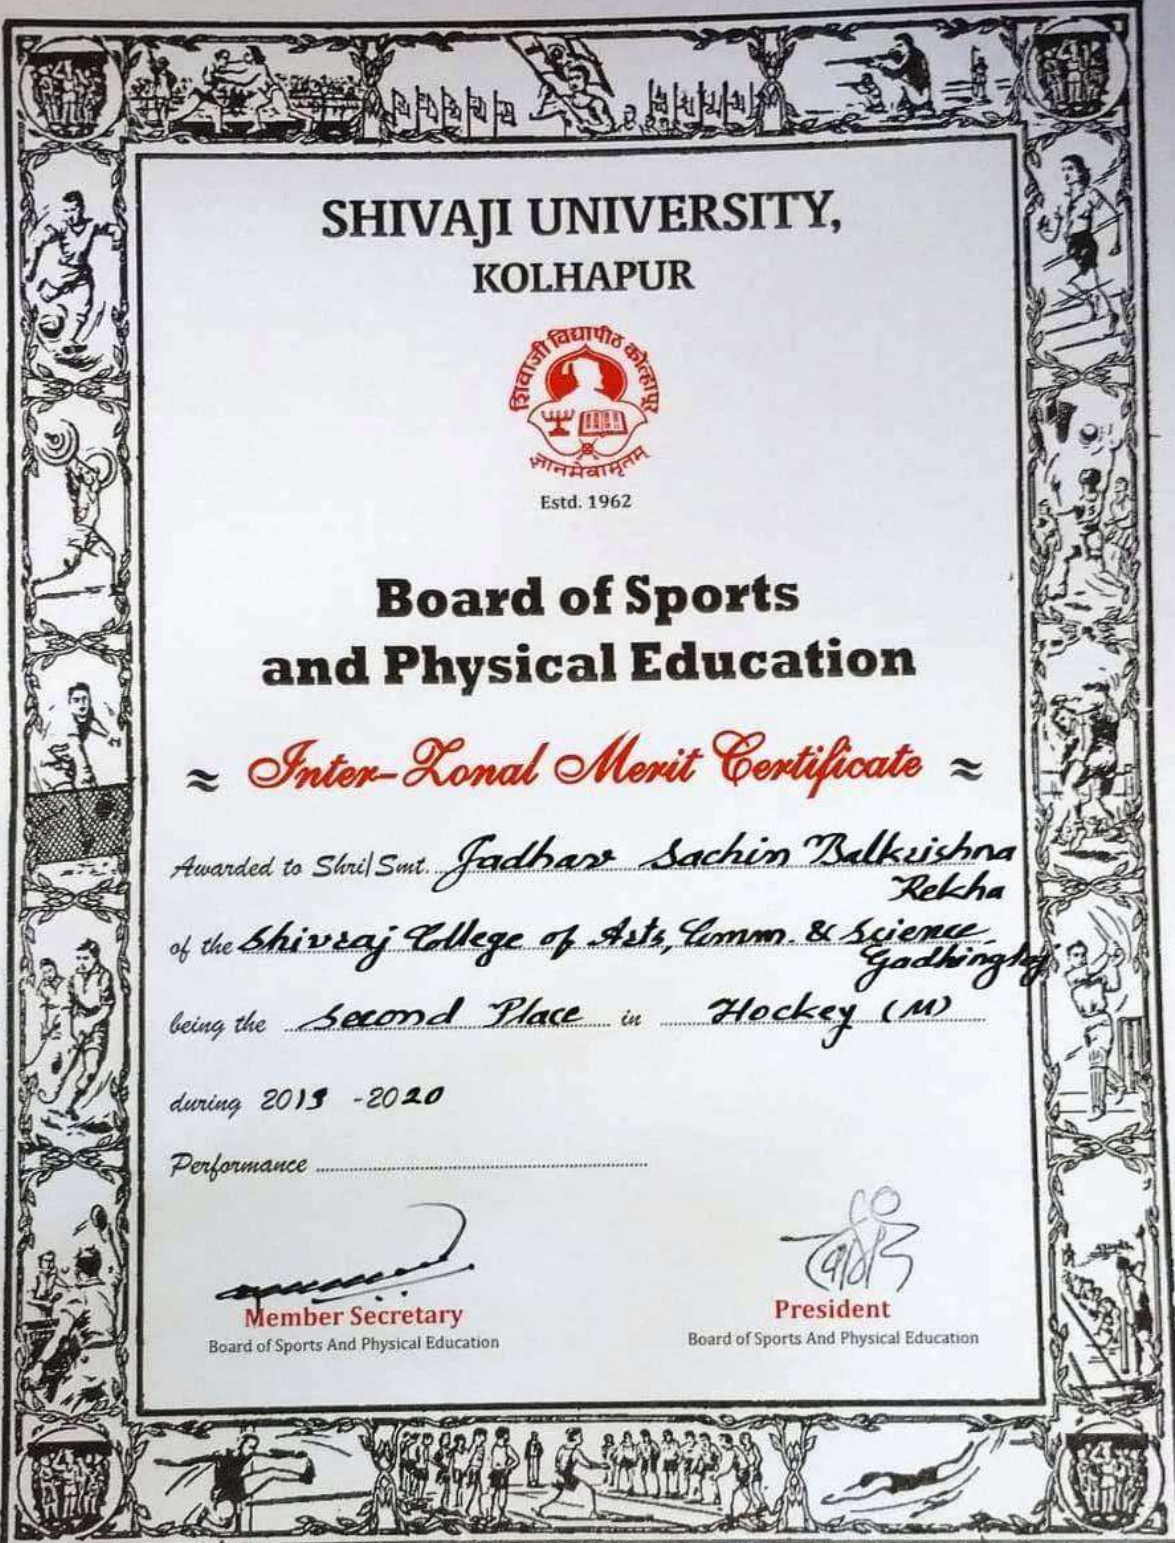 SHIVAJI UNIVERSITY,
KOLHAPUR
शिवाजी विद्यापीठ कोल्हापूर
ज्ञानमेवामृतम्
Estd. 1962
Board of Sports
and Physical Education
≈ Inter-Zonal Merit Certificate ≈
Awarded to Shri/Smt. Jadhav Sachin Balkrishna
Rekha
of the Shivraj College of Arts, Comm. & Science
Gadhinglaj
being the Second Place in Hockey (M)
during 2019 -2020
Performance
Member Secretary
Board of Sports And Physical Education
President
Board of Sports And Physical Education